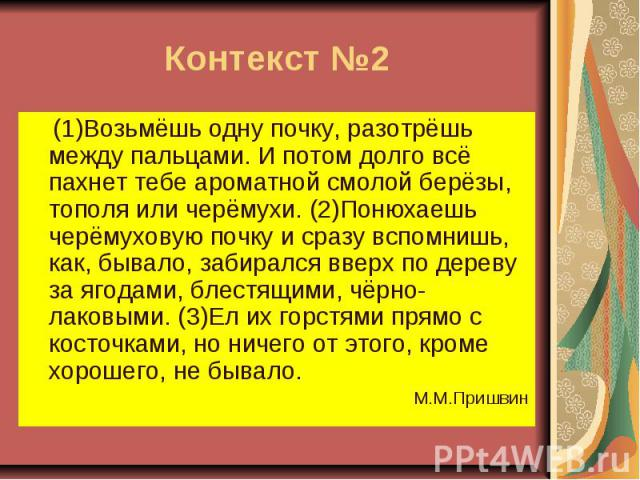 Контекст №2
(1)Возьмёшь одну почку, разотрёшь
между пальцами. И потом долго всё
пахнет тебе ароматной смолой берёзы,
тополя или черёмухи. (2)Понюхаешь
черёмуховую почку и сразу вспомнишь,
как, бывало, забирался вверх по дереву
за ягодами, блестящими, чёрно-
лаковыми. (3)Ел их горстями прямо с
косточками, но ничего от этого, кроме
хорошего, не бывало.
М.М.Пришвин
PPt4WEB.ru